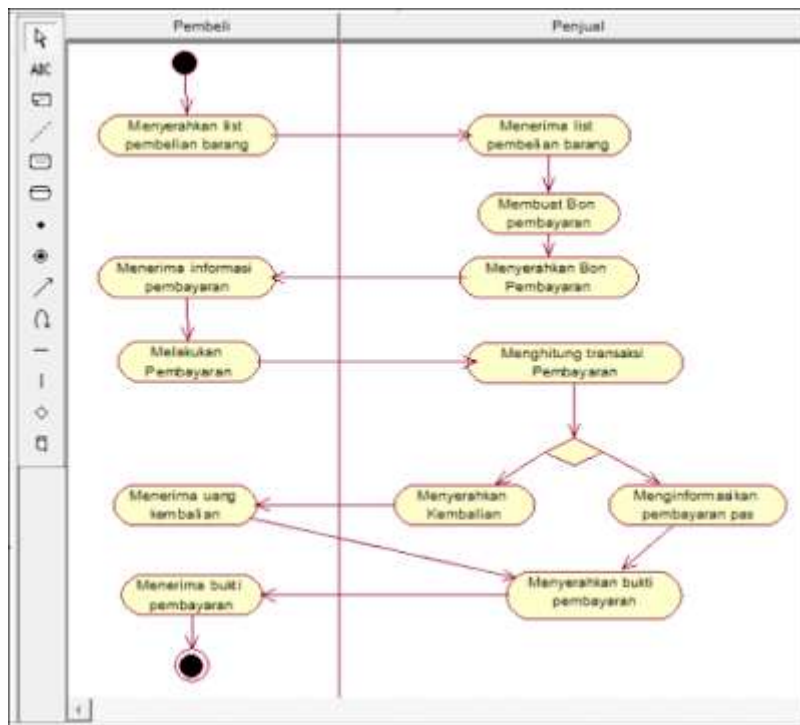 Pembeli
Penjual
ABC
Menyerahkan list
pembelian barang
Menerima list
pembelian barang
Membuat Bon
pembayaran
Menerima informasi
pembayaran
Menyerahkan Bon
Pembayaran
Melakukan
Pembayaran
Menghitung transaksi
Pembayaran
Menerima uang
kembalian
Menyerahkan
Kembalian
Menginformasikan
pembayaran pas
Menerima bukti
pembayaran
Menyerahkan bukti
pembayaran